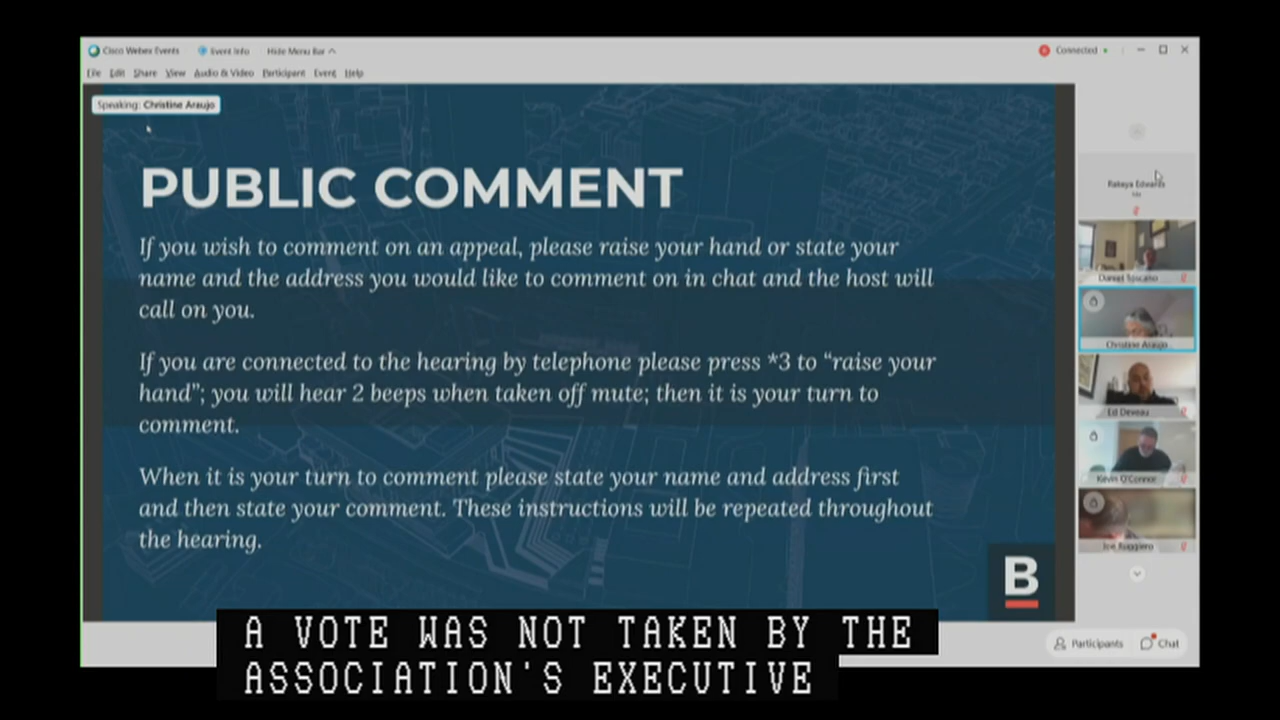 Cisco Webex Events Event Info Hide Menu Bar Connected
File Edit Share View Audio & Video Participant Event Help
Speaking: Christine Araujo
PUBLIC COMMENT
If you wish to comment on an appeal, please raise your hand or state your
name and the address you would like to comment on in chat and the host will
call on you.
If you are connected to the hearing by telephone please press *3 to “raise your
hand”; you will hear 2 beeps when taken off mute; then it is your turn to
comment.
When it is your turn to comment please state your name and address first
and then state your comment. These instructions will be repeated throughout
the hearing.
B
Rakeya Edwards
Me
Daniel Toscano
Christine Araujo
Ed Deveau
Kevin O'Connor
Joe Ruggiero
Participants Chat
A VOTE WAS NOT TAKEN BY THE
ASSOCIATION'S EXECUTIVE